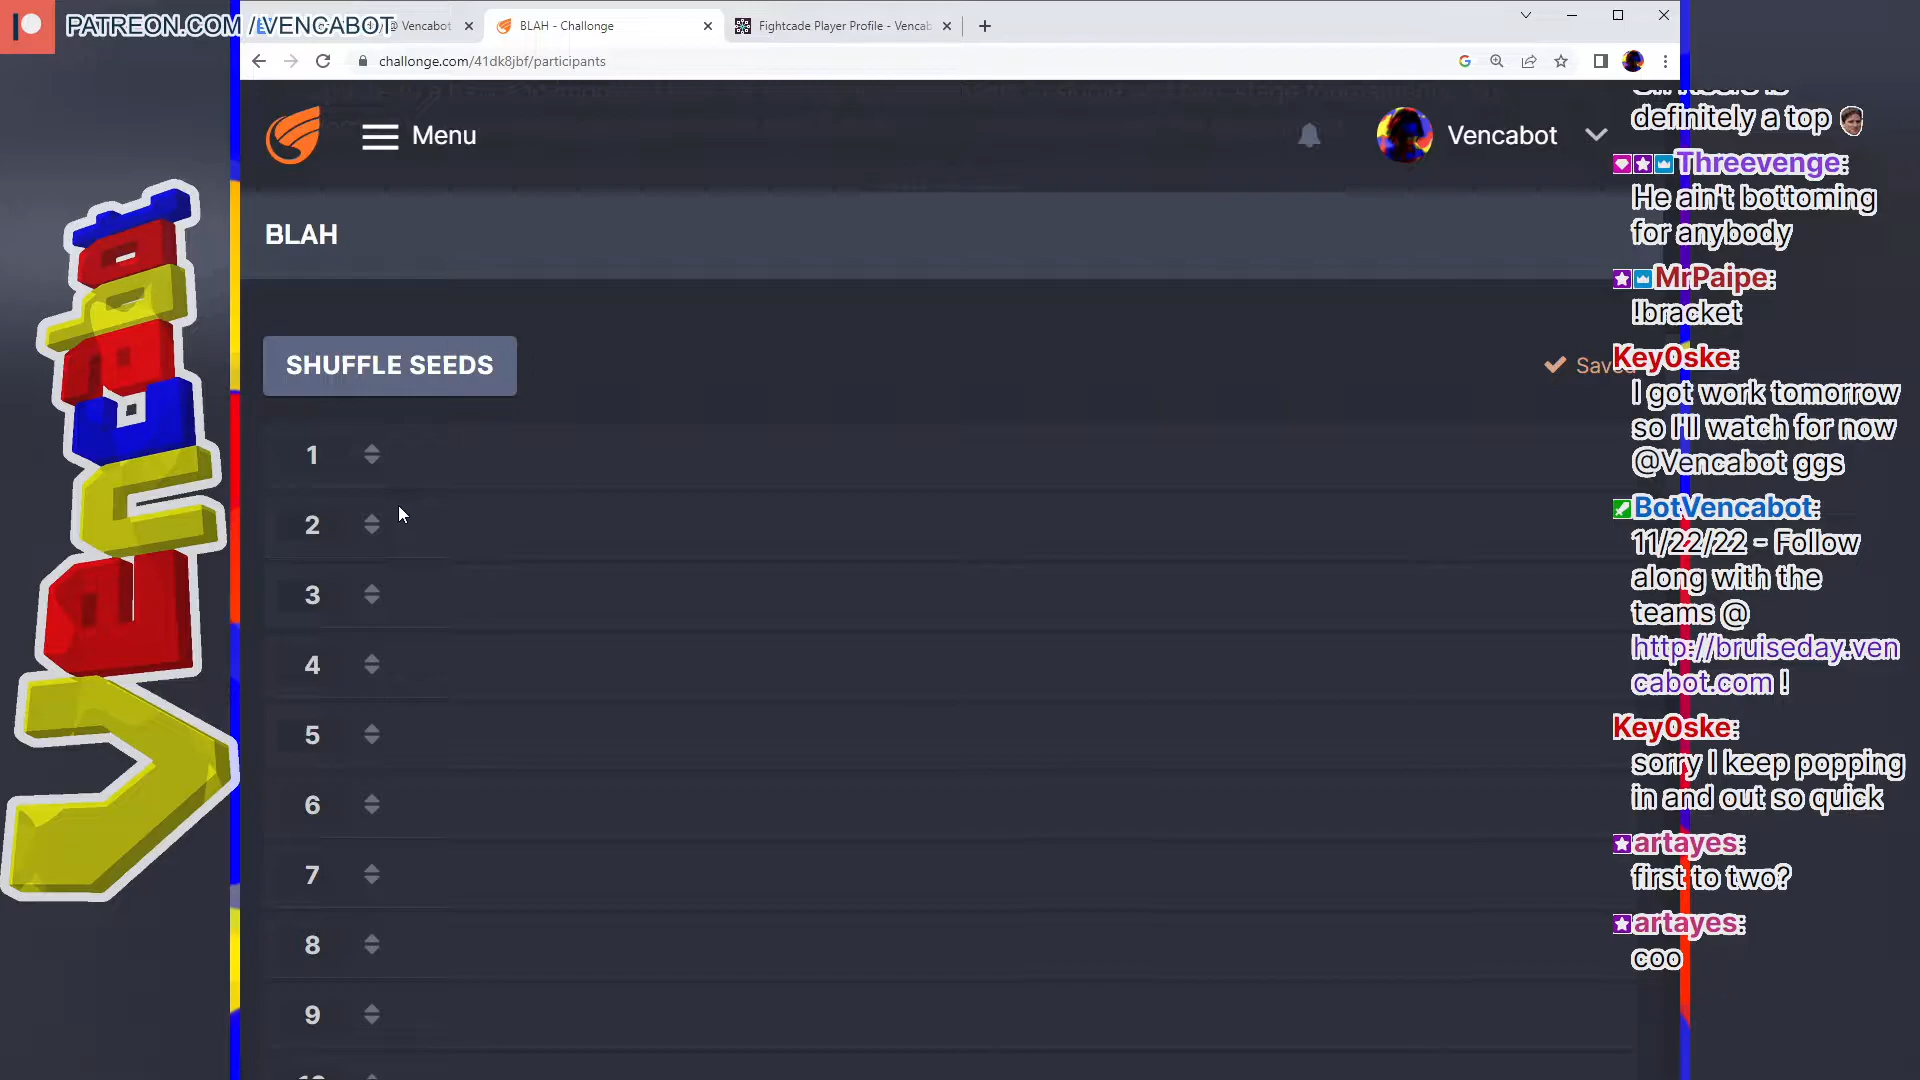 PATREON.COM/VENCABOT
@ Vencabot
BLAH - Challonge
Fightcade Player Profile - Vencab
challonge.com/41dk8jbf/participants
Menu
Vencabot
BLAH
SHUFFLE SEEDS
1
2
3
4
5
6
7
8
9
10
Vencabot
definitely a top
Threevenge:
He ain't bottoming
for anybody
MrPaipe:
!bracket
KeyOske:
I got work tomorrow
so I'll watch for now
@Vencabot ggs
BotVencabot:
11/22/22 - Follow
along with the
teams @
http://bruiseday.ven
cabot.com !
KeyOske:
sorry I keep popping
in and out so quick
artayes:
first to two?
artayes:
coo